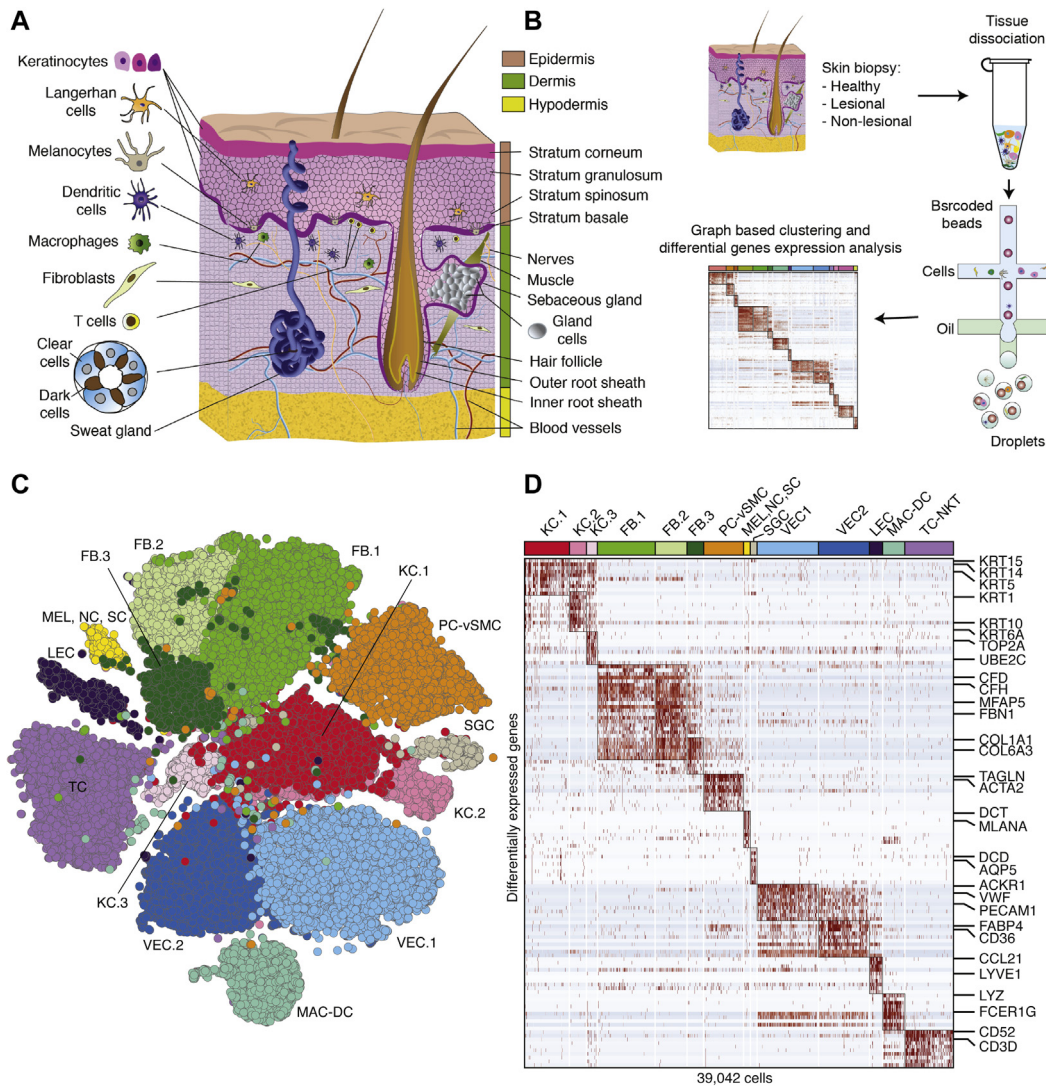 A
Keratinocytes
Langerhan
cells
Melanocytes
Dendritic
cells
Macrophages
Fibroblasts
T cells
Clear
cells
Dark
cells
Sweat gland
Epidermis
Dermis
Hypodermis
Stratum corneum
Stratum granulosum
Stratum spinosum
Stratum basale
Nerves
Muscle
Sebaceous gland
Gland
cells
Hair follicle
Outer root sheath
Inner root sheath
Blood vessels
B
Skin biopsy:
- Healthy
- Lesional
- Non-lesional
Tissue
dissociation
Bsrcoded
beads
Cells
Oil
Droplets
Graph based clustering and
differential genes expression analysis
C
FB.3
FB.2
FB.1
KC.1
MEL, NC, SC
LEC
PC-vSMC
SGC
TC
KC.2
KC.3
VEC.2
VEC.1
MAC-DC
D
KC.1
KC.2
KC.3
FB.1
FB.2
FB.3
PC-vSMC
MEL,NC,SC
SGC
VEC1
VEC2
LEC
MAC-DC
TC-NKT
Differentially expressed genes
KRT15
KRT14
KRT5
KRT1
KRT10
KRT6A
TOP2A
UBE2C
CFD
CFH
MFAP5
FBN1
COL1A1
COL6A3
TAGLN
ACTA2
DCT
MLANA
DCD
AQP5
ACKR1
VWF
PECAM1
FABP4
CD36
CCL21
LYVE1
LYZ
FCER1G
CD52
CD3D
39,042 cells